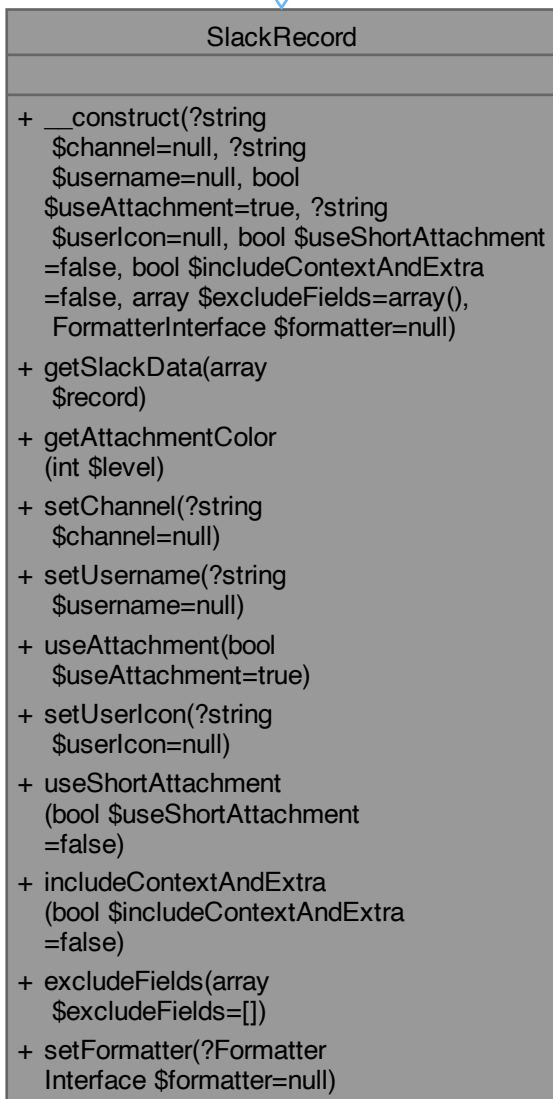 SlackRecord
+ __construct(?string
$channel=null, ?string
$username=null, bool
$useAttachment=true, ?string
$userIcon=null, bool $useShortAttachment
=false, bool $includeContextAndExtra
=false, array $excludeFields=array(),
FormatterInterface $formatter=null)
+ getSlackData(array
$record)
+ getAttachmentColor
(int $level)
+ setChannel(?string
$channel=null)
+ setUsername(?string
$username=null)
+ useAttachment(bool
$useAttachment=true)
+ setUserIcon(?string
$userIcon=null)
+ useShortAttachment
(bool $useShortAttachment
=false)
+ includeContextAndExtra
(bool $includeContextAndExtra
=false)
+ excludeFields(array
$excludeFields=[])
+ setFormatter(?Formatter
Interface $formatter=null)